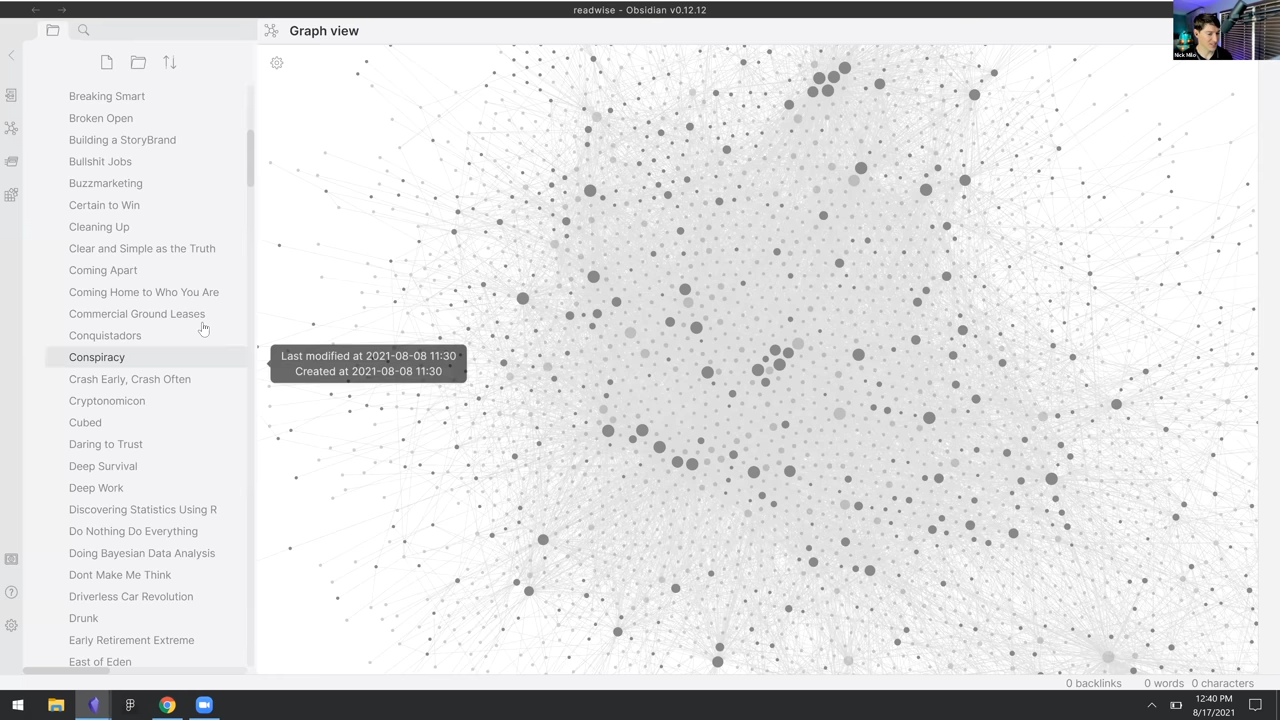 readwise - Obsidian v0.12.12
Graph view
Nick Milo
Breaking Smart
Broken Open
Building a StoryBrand
Bullshit Jobs
Buzzmarketing
Certain to Win
Cleaning Up
Clear and Simple as the Truth
Coming Apart
Coming Home to Who You Are
Commercial Ground Leases
Conquistadors
Conspiracy
Last modified at 2021-08-08 11:30
Created at 2021-08-08 11:30
Crash Early, Crash Often
Cryptonomicon
Cubed
Daring to Trust
Deep Survival
Deep Work
Discovering Statistics Using R
Do Nothing Do Everything
Doing Bayesian Data Analysis
Dont Make Me Think
Driverless Car Revolution
Drunk
Early Retirement Extreme
East of Eden
0 backlinks 0 words 0 characters
12:40 PM
8/17/2021